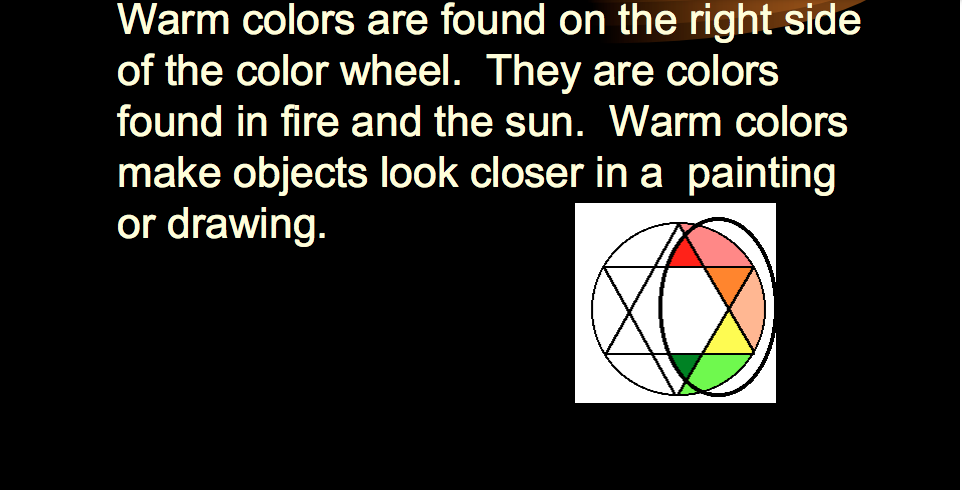 Warm colors are found on the right side
of the color wheel.  They are colors
found in fire and the sun.  Warm colors
make objects look closer in a  painting
or drawing.